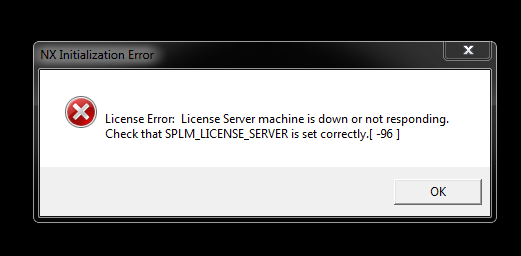 NX Initialization Error
License Error:  License Server machine is down or not responding.
Check that SPLM_LICENSE_SERVER is set correctly.[ -96 ]
OK